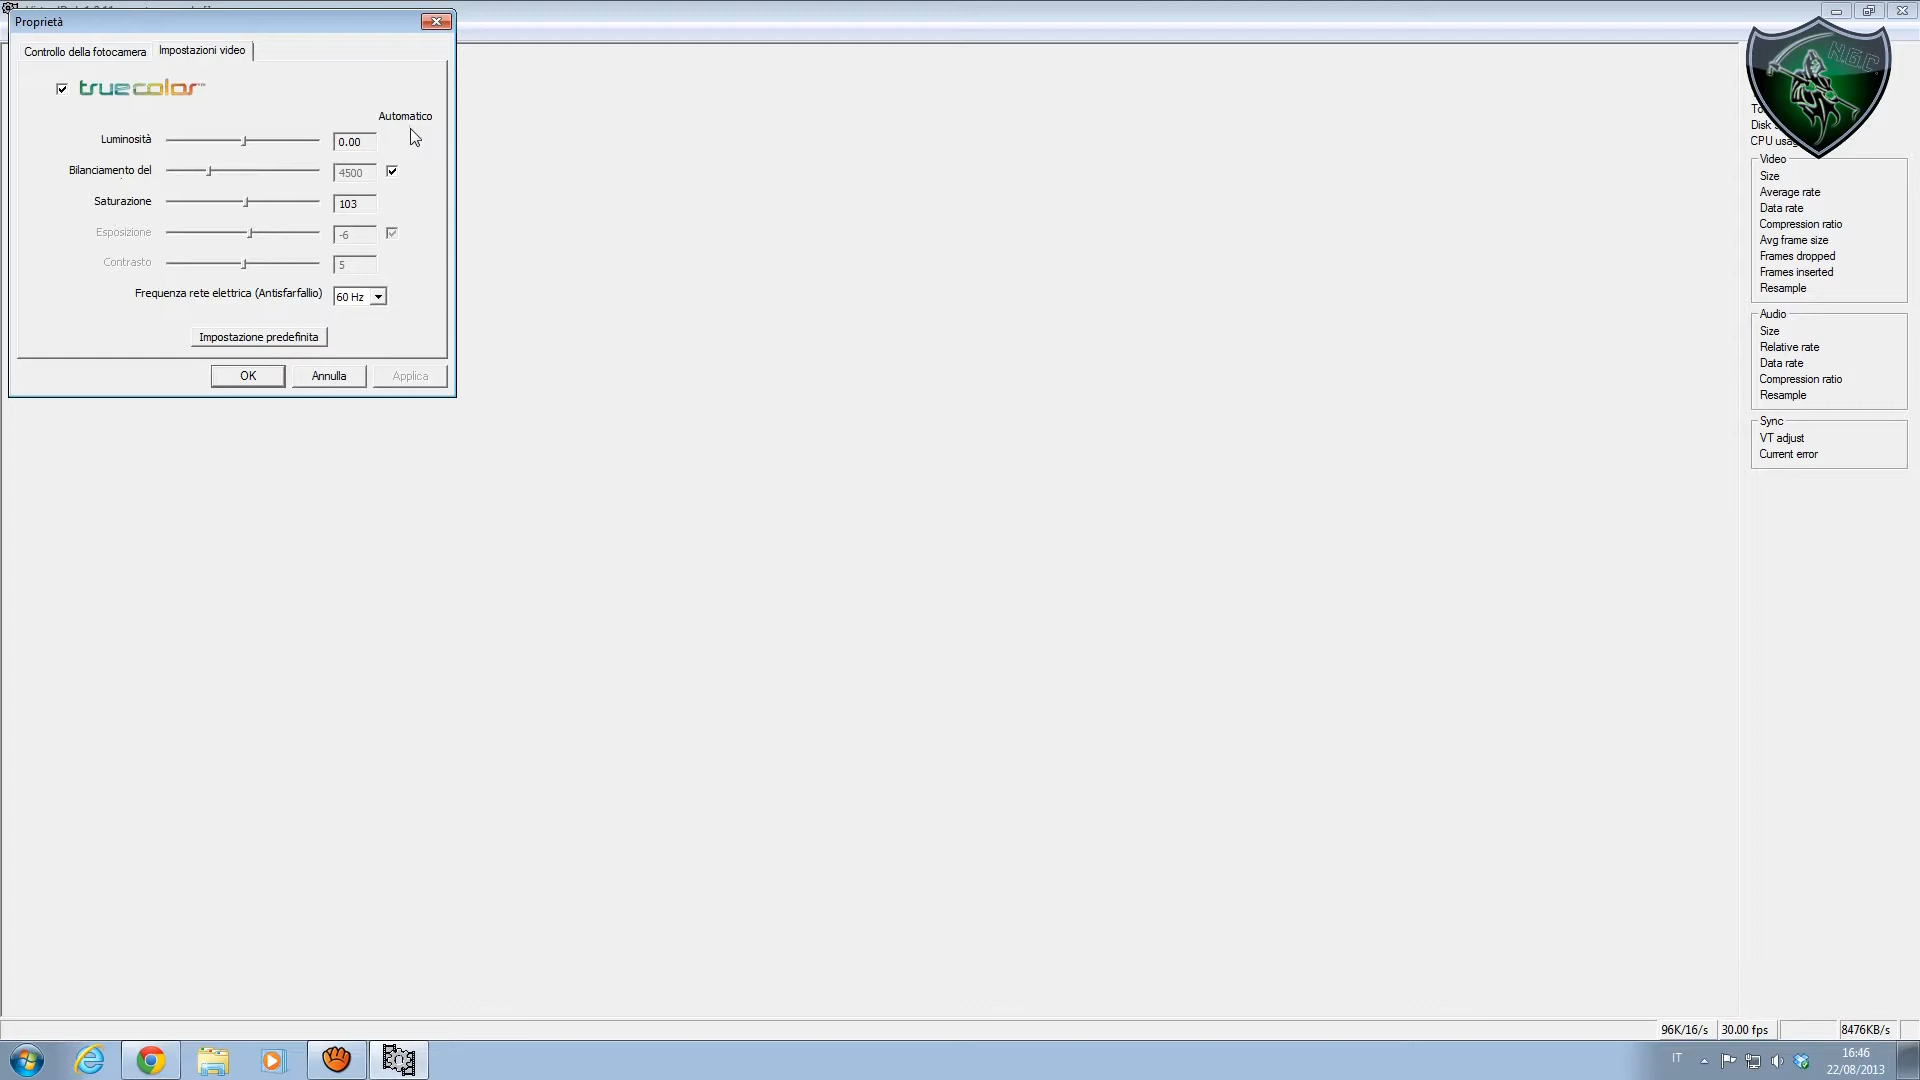 Proprietà
Controllo della fotocamera
Impostazioni video
truecolor™
Automatico
Luminosità
0.00
Bilanciamento del
4500
Saturazione
103
Esposizione
-6
Contrasto
5
Frequenza rete elettrica (Antisfarfallio)
60 Hz
Impostazione predefinita
OK
Annulla
Applica
N.G.C.
Disk
CPU usag
Video
Size
Average rate
Data rate
Compression ratio
Avg frame size
Frames dropped
Frames inserted
Resample
Audio
Size
Relative rate
Data rate
Compression ratio
Resample
Sync
VT adjust
Current error
96K/16/s
30.00 fps
8476KB/s
IT
16:46
22/08/2013